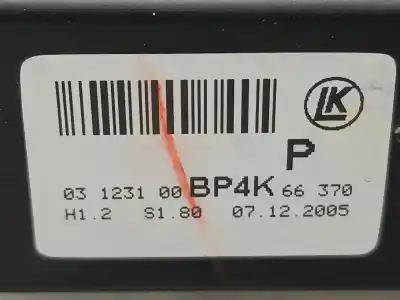 LK
P
03 1231 00 BP4K 66 370
H1.2 S1.80 07.12.2005